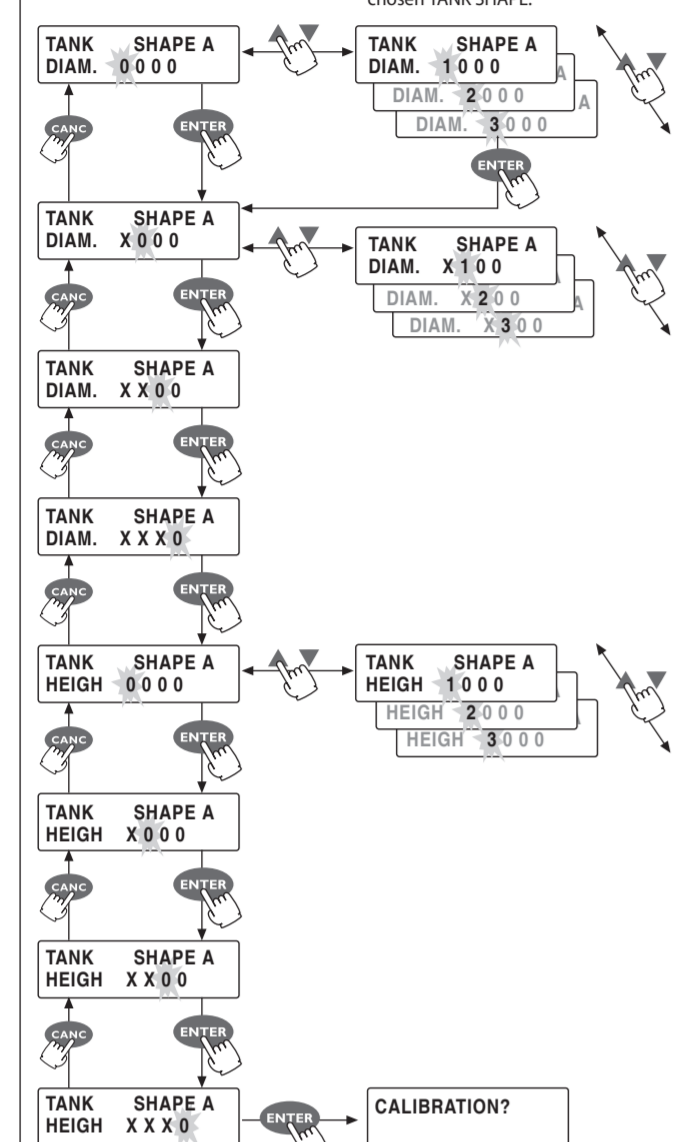 chosen TANK SHAPE.
TANK SHAPE A
DIAM. 0 0 0 0
TANK SHAPE A
DIAM. 1 0 0 0
A
DIAM. 2 0 0 0
A
DIAM. 3 0 0 0
CANC
ENTER
ENTER
TANK SHAPE A
DIAM. X 0 0 0
TANK SHAPE A
DIAM. X 1 0 0
DIAM. X 2 0 0
A
DIAM. X 3 0 0
CANC
ENTER
TANK SHAPE A
DIAM. X X 0 0
CANC
ENTER
TANK SHAPE A
DIAM. X X X 0
CANC
ENTER
TANK SHAPE A
HEIGH 0 0 0 0
TANK SHAPE A
HEIGH 1 0 0 0
HEIGH 2 0 0 0
HEIGH 3 0 0 0
CANC
ENTER
TANK SHAPE A
HEIGH X 0 0 0
CANC
ENTER
TANK SHAPE A
HEIGH X X 0 0
CANC
ENTER
TANK SHAPE A
HEIGH X X X 0
ENTER
CALIBRATION?